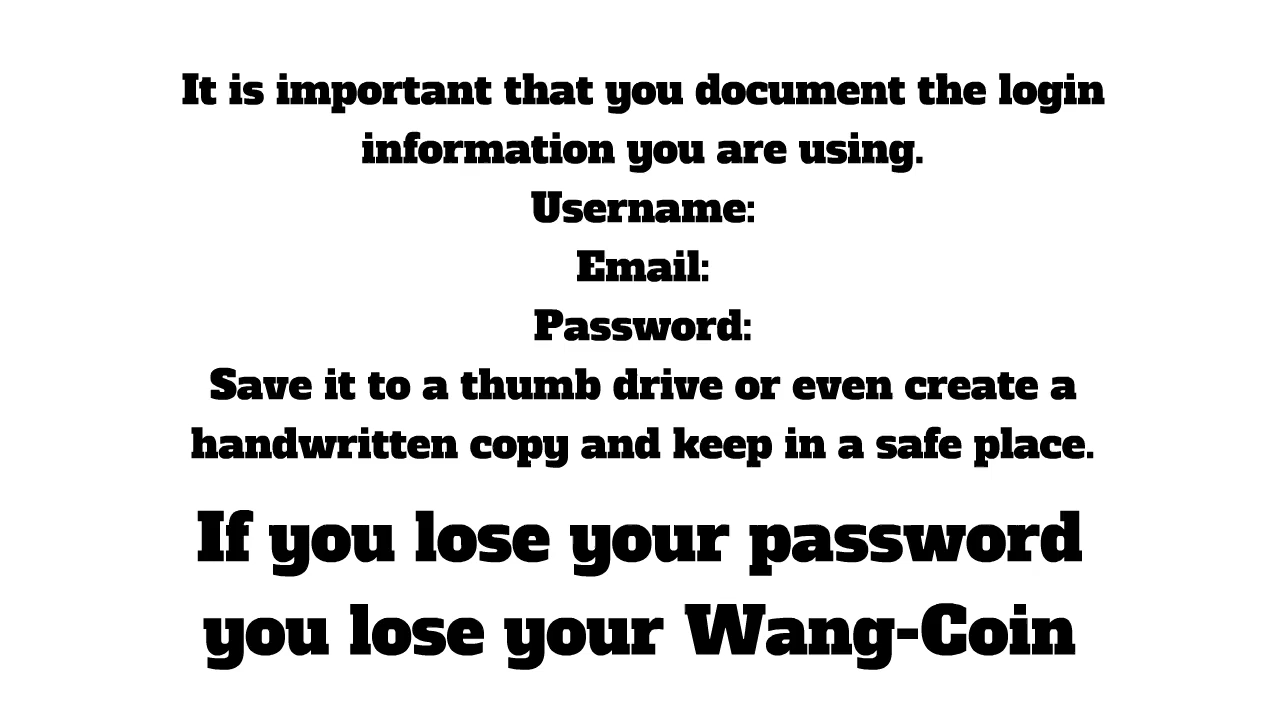 It is important that you document the login
information you are using.
Username:
Email:
Password:
Save it to a thumb drive or even create a
handwritten copy and keep in a safe place.
If you lose your password
you lose your Wang-Coin